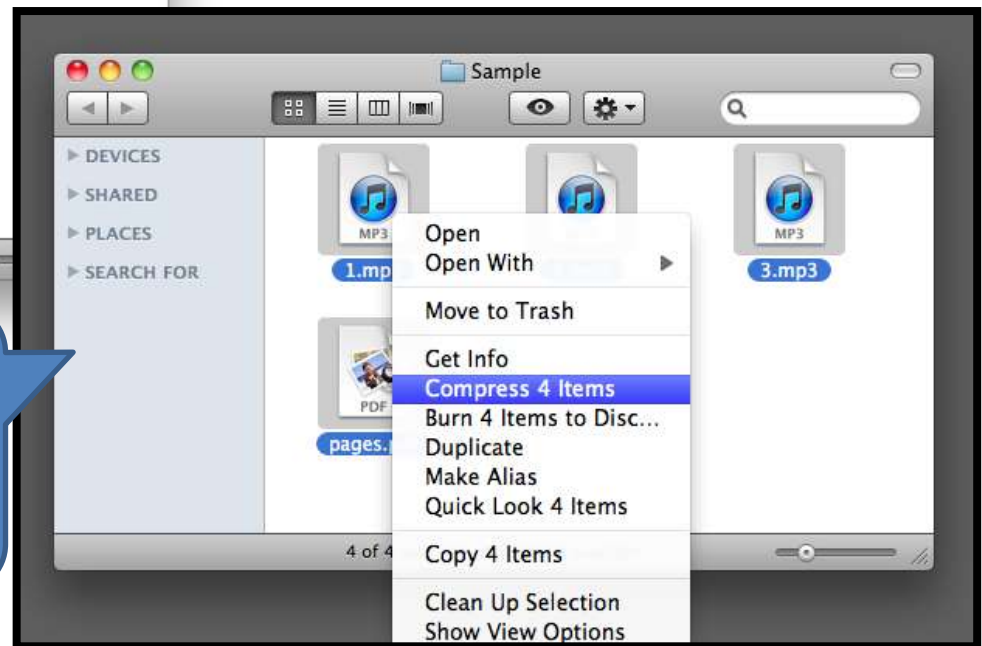 Sample
DEVICES
SHARED
PLACES
SEARCH FOR
MP3
MP3
1.mp
3.mp3
PDF
pages.
Open
Open With
Move to Trash
Get Info
Compress 4 Items
Burn 4 Items to Disc...
Duplicate
Make Alias
Quick Look 4 Items
Copy 4 Items
Clean Up Selection
Show View Options
4 of 4